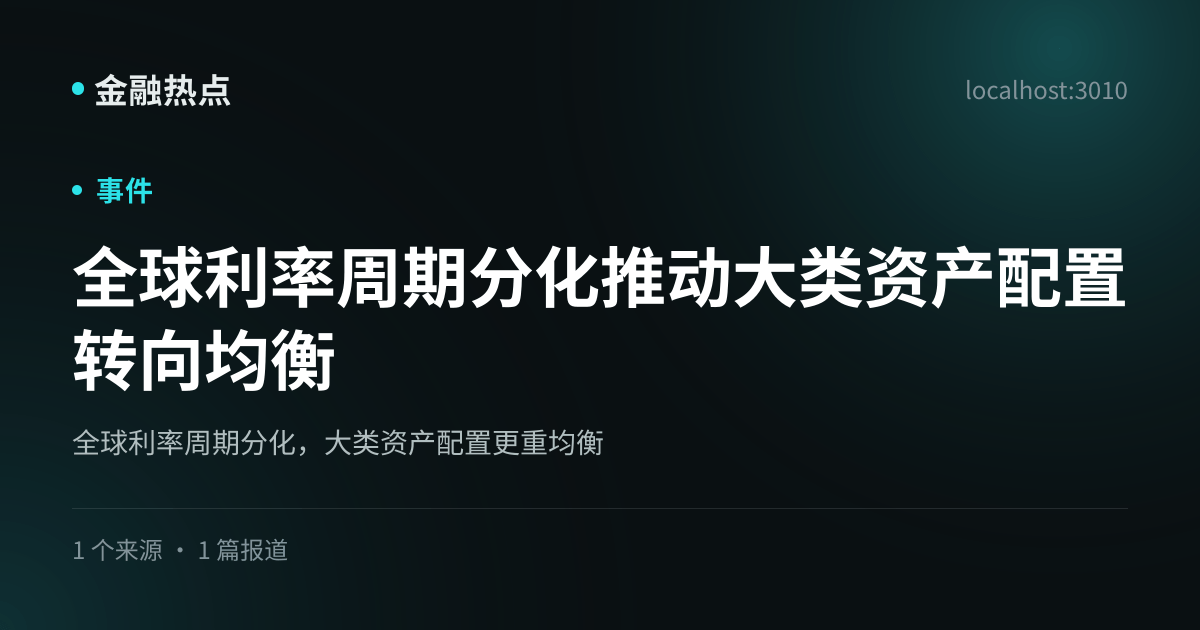 金融热点
localhost:3010
事件
全球利率周期分化推动大类资产配置
转向均衡
全球利率周期分化，大类资产配置更重均衡
1 个来源 · 1 篇报道